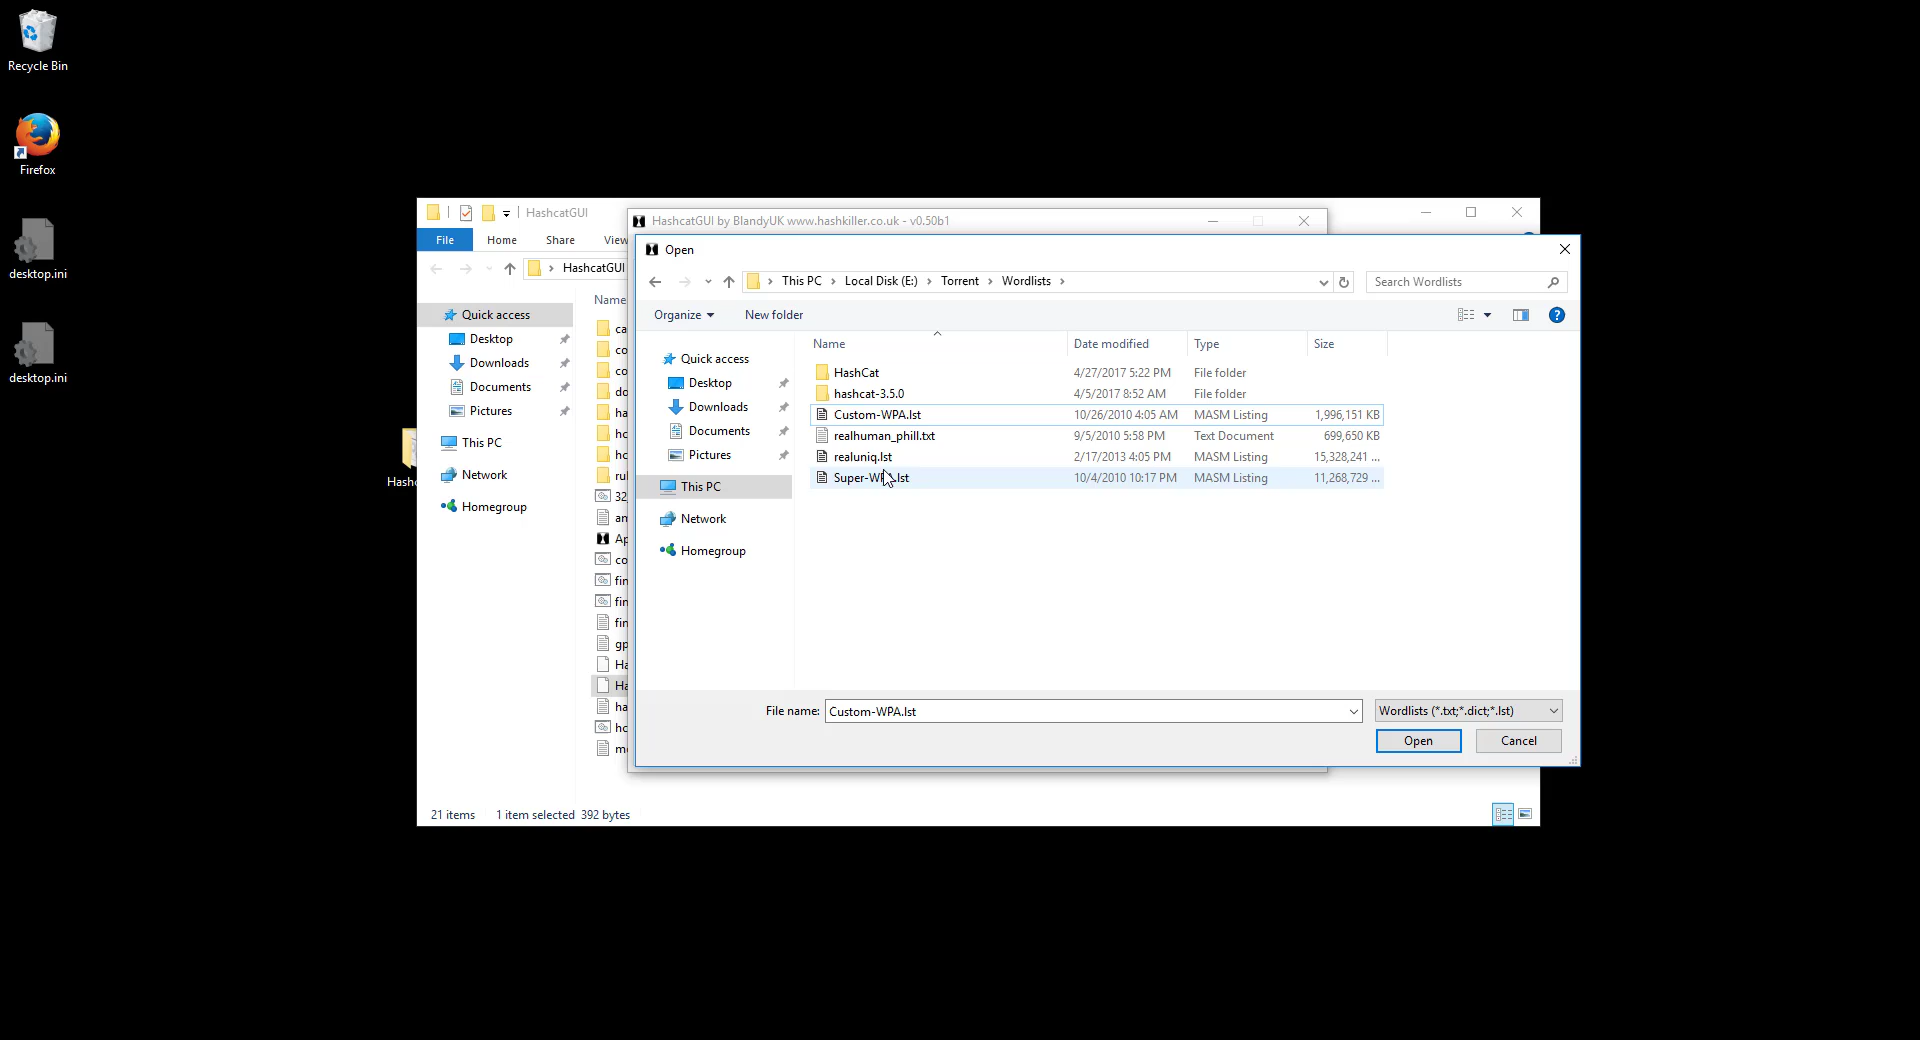 Recycle Bin
Firefox
desktop.ini
desktop.ini
HashcatGUI
File Home Share View
HashcatGUI
Name
Quick access
Desktop
Downloads
Documents
Pictures
This PC
Network
Homegroup
21 items 1 item selected 392 bytes
HashcatGUI by BlandyUK www.hashkiller.co.uk - v0.50b1
Open
This PC Local Disk (E:) Torrent Wordlists
Search Wordlists
Organize New folder
Quick access
Desktop
Downloads
Documents
Pictures
This PC
Network
Homegroup
Name Date modified Type Size
HashCat 4/27/2017 5:22 PM File folder
hashcat-3.5.0 4/5/2017 8:52 AM File folder
Custom-WPA.lst 10/26/2010 4:05 AM MASM Listing 1,996,151 KB
realhuman_phill.txt 9/5/2010 5:58 PM Text Document 699,650 KB
realuniq.lst 2/17/2013 4:05 PM MASM Listing 15,328,241 ...
Super-WPA.lst 10/4/2010 10:17 PM MASM Listing 11,268,729 ...
File name: Custom-WPA.lst
Wordlists (*.txt;*.dict;*.lst)
Open Cancel